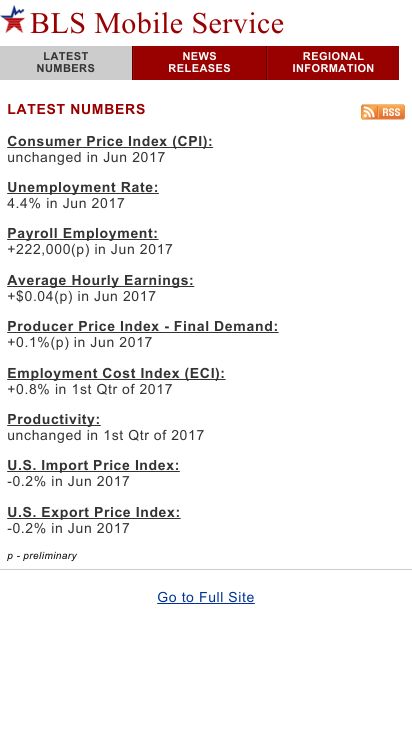 BLS Mobile Service
LATEST NUMBERS
NEWS RELEASES
REGIONAL INFORMATION
LATEST NUMBERS
RSS
Consumer Price Index (CPI):
unchanged in Jun 2017
Unemployment Rate:
4.4% in Jun 2017
Payroll Employment:
+222,000(p) in Jun 2017
Average Hourly Earnings:
+$0.04(p) in Jun 2017
Producer Price Index - Final Demand:
+0.1%(p) in Jun 2017
Employment Cost Index (ECI):
+0.8% in 1st Qtr of 2017
Productivity:
unchanged in 1st Qtr of 2017
U.S. Import Price Index:
-0.2% in Jun 2017
U.S. Export Price Index:
-0.2% in Jun 2017
p - preliminary
Go to Full Site